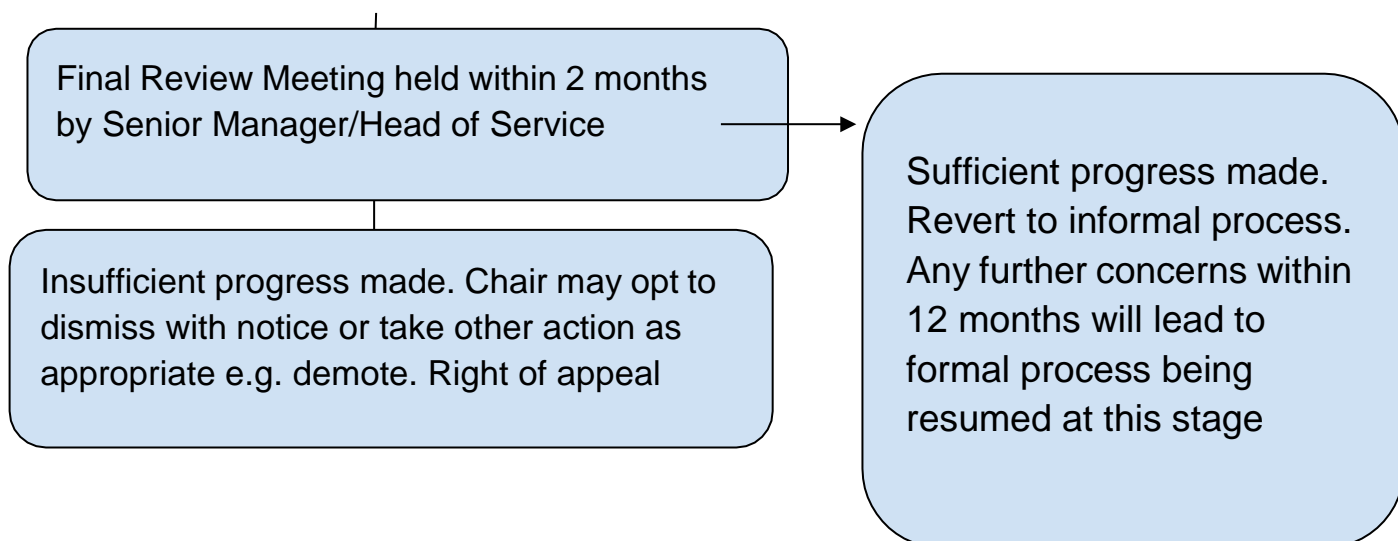 Final Review Meeting held within 2 months
by Senior Manager/Head of Service
Insufficient progress made. Chair may opt to
dismiss with notice or take other action as
appropriate e.g. demote. Right of appeal
Sufficient progress made.
Revert to informal process.
Any further concerns within
12 months will lead to
formal process being
resumed at this stage